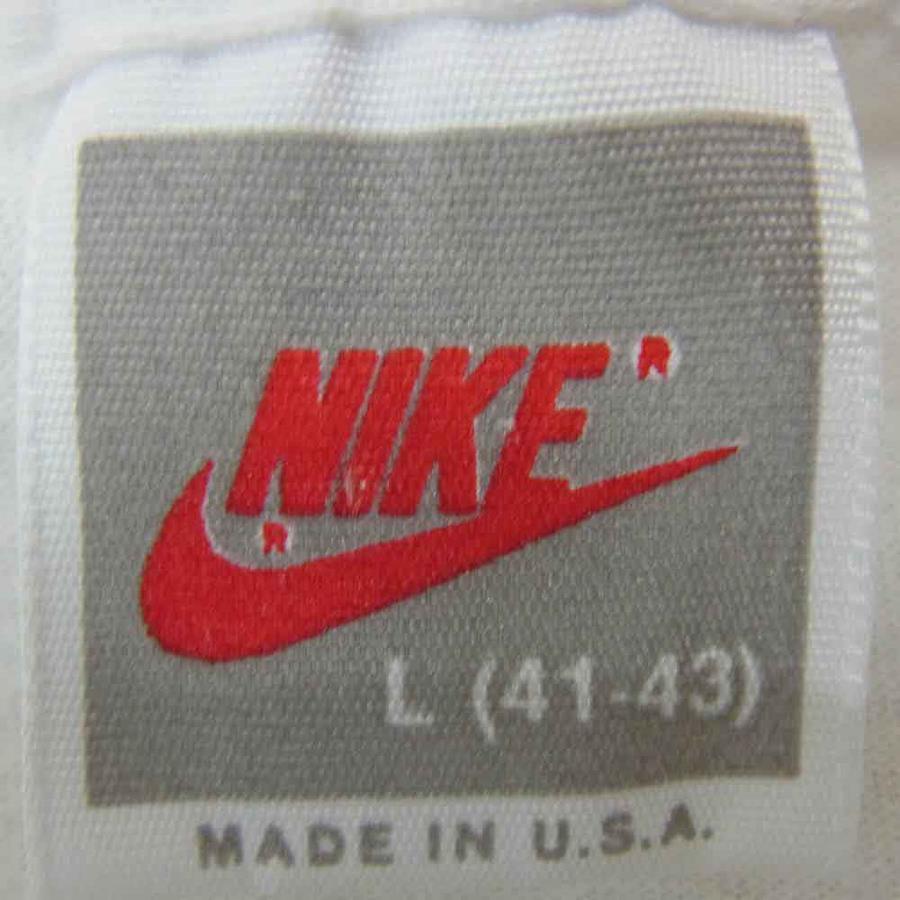 NIKE R
R
L (41-43)
MADE IN U.S.A.